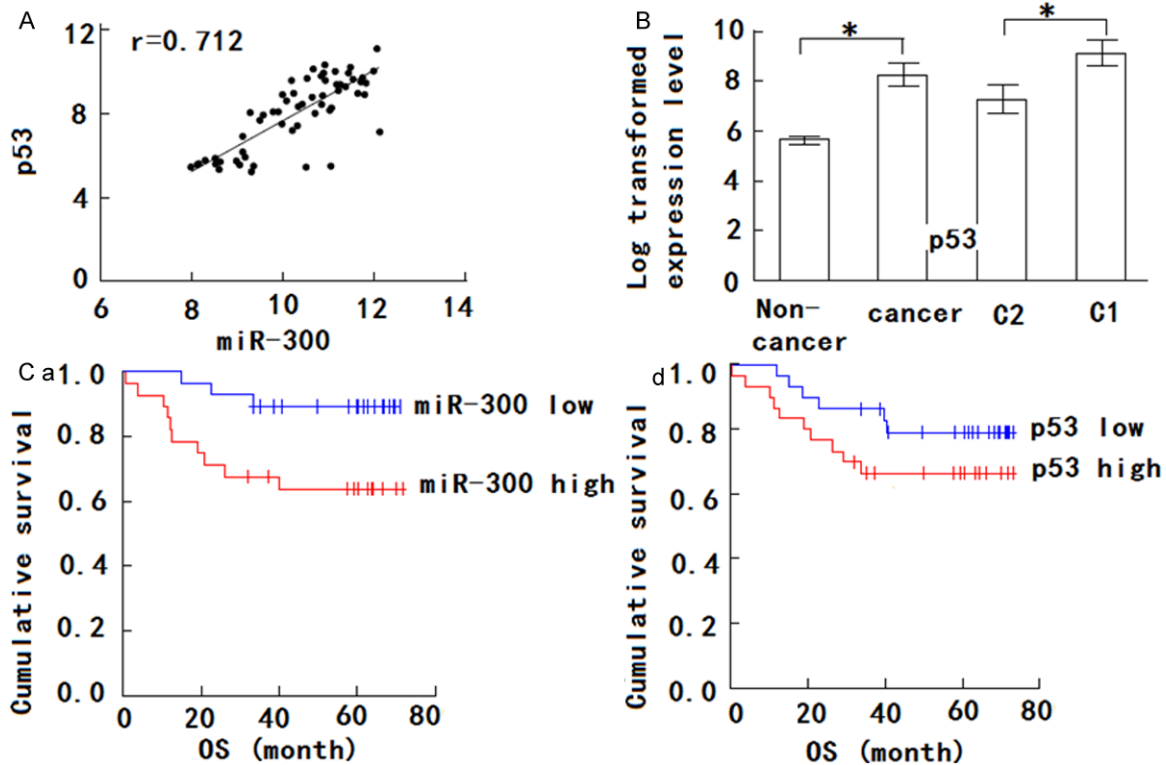 A
r=0.712
p53
12
8
4
0
6 8 10 12 14
miR-300
B
Log transformed
expression level
10
8
6
4
2
0
* *
p53
Non-
cancer
cancer
C2
C1
C a
Cumulative survival
1.0
0.8
0.6
0.4
0.2
0.0
miR-300 low
miR-300 high
0 20 40 60 80
OS (month)
d
Cumulative survival
1.0
0.8
0.6
0.4
0.2
0.0
p53 low
p53 high
0 20 40 60 80
OS (month)